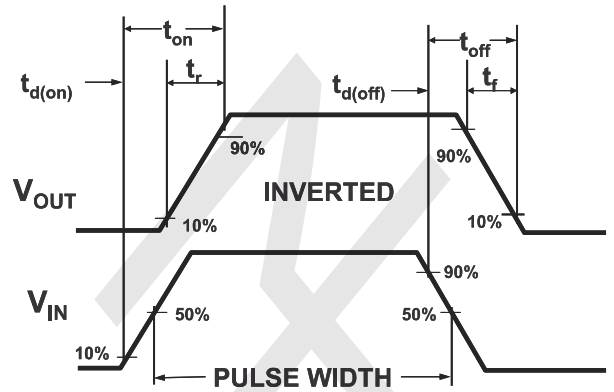 t_on
t_off
t_d(on)
t_r
t_d(off)
t_f
90%
90%
V_OUT
INVERTED
10%
10%
90%
V_IN
50%
50%
10%
PULSE WIDTH